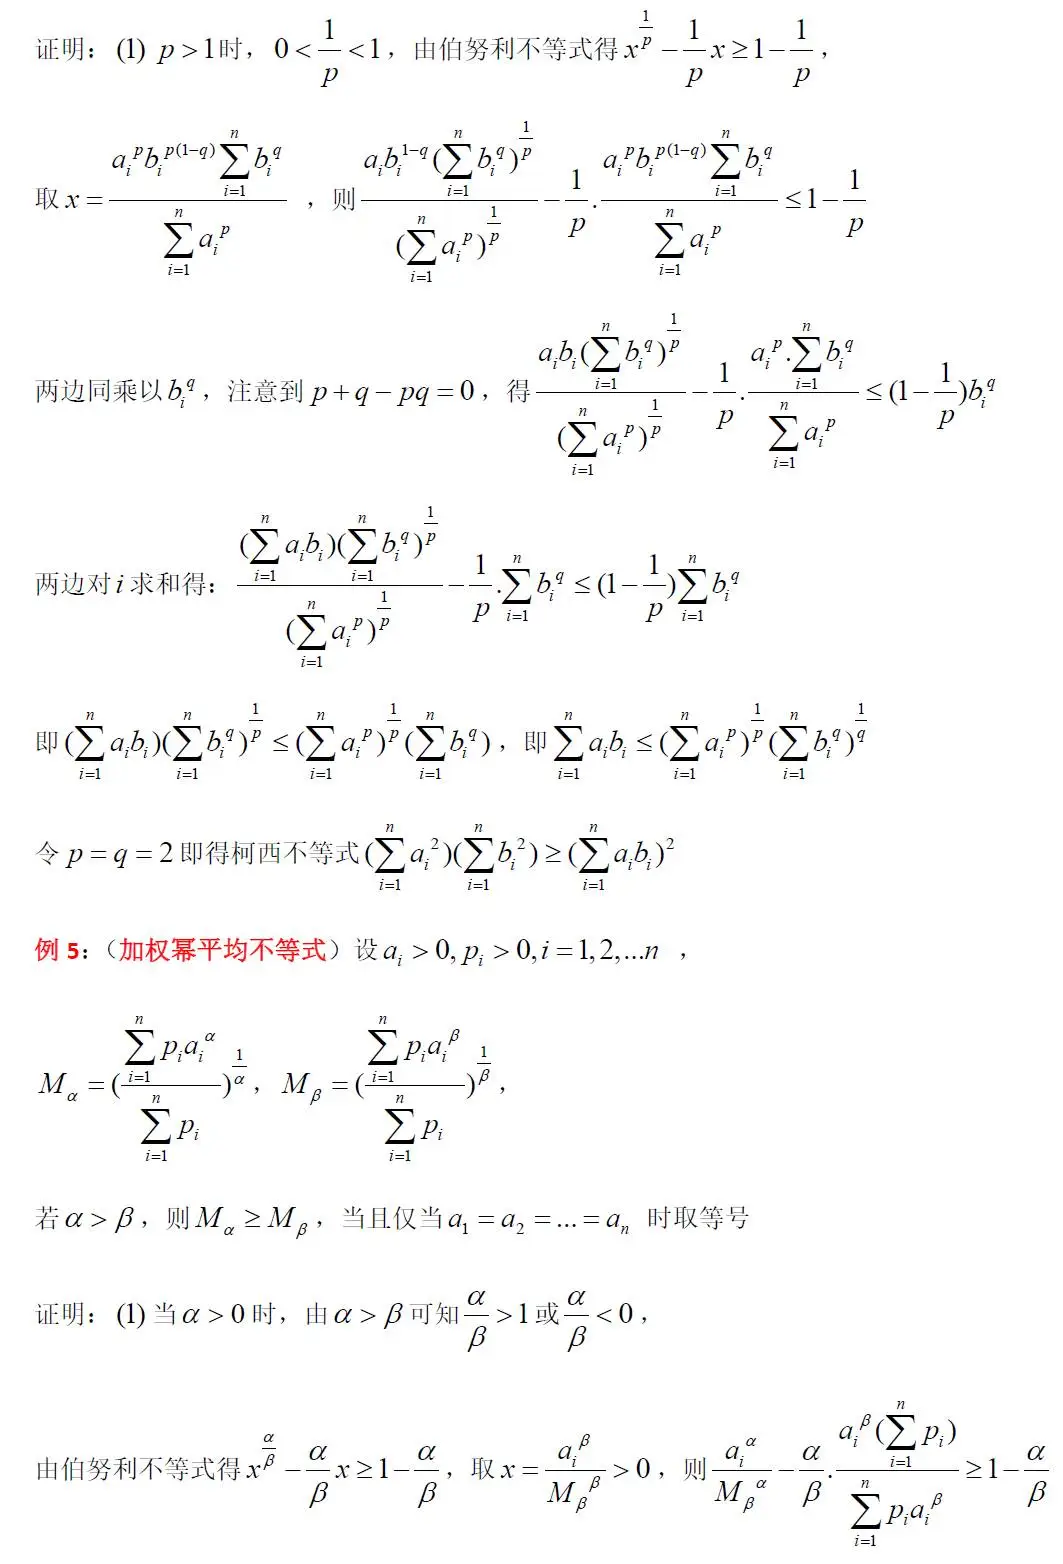 证明：(1) $p>1$时，$0<\frac{1}{p}<1$，由伯努利不等式得$x^{\frac{1}{p}}-\frac{1}{p}x\geq 1-\frac{1}{p}$，
取$x=\frac{a_i^{p}b_i^{p(1-q)}\sum_{i=1}^{n}b_i^{q}}{\sum_{i=1}^{n}a_i^{p}}$ ，则$\frac{a_ib_i^{1-q}(\sum_{i=1}^{n}b_i^{q})^{\frac{1}{p}}}{(\sum_{i=1}^{n}a_i^{p})^{\frac{1}{p}}}-\frac{1}{p}.\frac{a_i^{p}b_i^{p(1-q)}\sum_{i=1}^{n}b_i^{q}}{\sum_{i=1}^{n}a_i^{p}}\leq 1-\frac{1}{p}$
两边同乘以$b_i^{q}$，注意到$p+q-pq=0$，得$\frac{a_ib_i(\sum_{i=1}^{n}b_i^{q})^{\frac{1}{p}}}{(\sum_{i=1}^{n}a_i^{p})^{\frac{1}{p}}}-\frac{1}{p}.\frac{a_i^{p}.\sum_{i=1}^{n}b_i^{q}}{\sum_{i=1}^{n}a_i^{p}}\leq (1-\frac{1}{p})b_i^{q}$
两边对$i$求和得：$\frac{(\sum_{i=1}^{n}a_ib_i)(\sum_{i=1}^{n}b_i^{q})^{\frac{1}{p}}}{(\sum_{i=1}^{n}a_i^{p})^{\frac{1}{p}}}-\frac{1}{p}.\sum_{i=1}^{n}b_i^{q}\leq (1-\frac{1}{p})\sum_{i=1}^{n}b_i^{q}$
即$(\sum_{i=1}^{n}a_ib_i)(\sum_{i=1}^{n}b_i^{q})^{\frac{1}{p}}\leq (\sum_{i=1}^{n}a_i^{p})^{\frac{1}{p}}(\sum_{i=1}^{n}b_i^{q})$，即$\sum_{i=1}^{n}a_ib_i\leq (\sum_{i=1}^{n}a_i^{p})^{\frac{1}{p}}(\sum_{i=1}^{n}b_i^{q})^{\frac{1}{q}}$
令$p=q=2$即得柯西不等式$(\sum_{i=1}^{n}a_i^{2})(\sum_{i=1}^{n}b_i^{2})\geq (\sum_{i=1}^{n}a_ib_i)^{2}$
例 5：（加权幂平均不等式）设$a_i>0,p_i>0,i=1,2,...n$ ，
$M_\alpha=(\frac{\sum_{i=1}^{n}p_ia_i^{\alpha}}{\sum_{i=1}^{n}p_i})^{\frac{1}{\alpha}}$，$M_\beta=(\frac{\sum_{i=1}^{n}p_ia_i^{\beta}}{\sum_{i=1}^{n}p_i})^{\frac{1}{\beta}}$，
若$\alpha>\beta$，则$M_\alpha\geq M_\beta$，当且仅当$a_1=a_2=...=a_n$ 时取等号
证明：(1)当$\alpha>0$时，由$\alpha>\beta$可知$\frac{\alpha}{\beta}>1$或$\frac{\alpha}{\beta}<0$，
由伯努利不等式得$x^{\frac{\alpha}{\beta}}-\frac{\alpha}{\beta}x\geq 1-\frac{\alpha}{\beta}$，取$x=\frac{a_i^{\beta}}{M_\beta^{\beta}}>0$，则$\frac{a_i^{\alpha}}{M_\beta^{\alpha}}-\frac{\alpha}{\beta}.\frac{a_i^{\beta}(\sum_{i=1}^{n}p_i)}{\sum_{i=1}^{n}p_ia_i^{\beta}}\geq 1-\frac{\alpha}{\beta}$